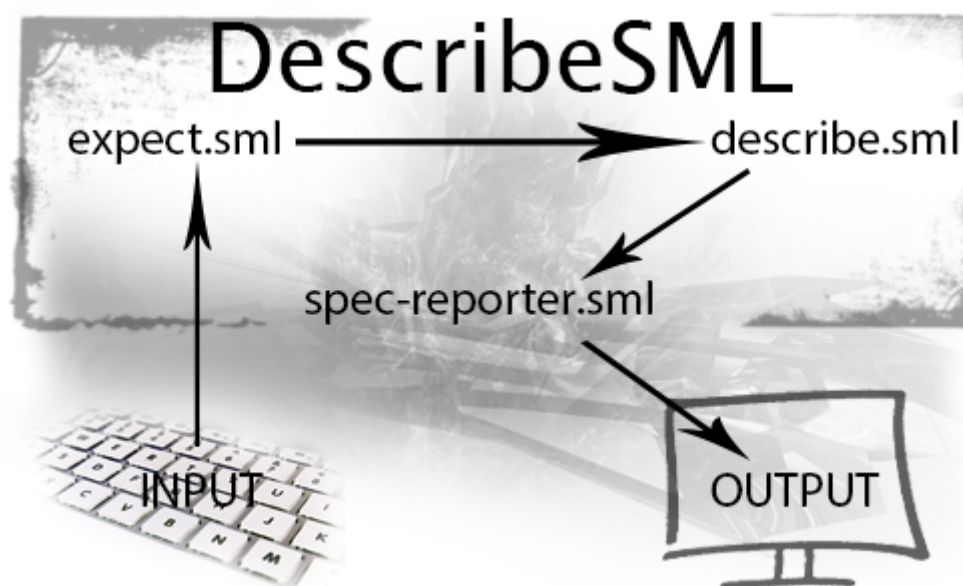 DescribeSML
expect.sml
describe.sml
spec-reporter.sml
INPUT
OUTPUT